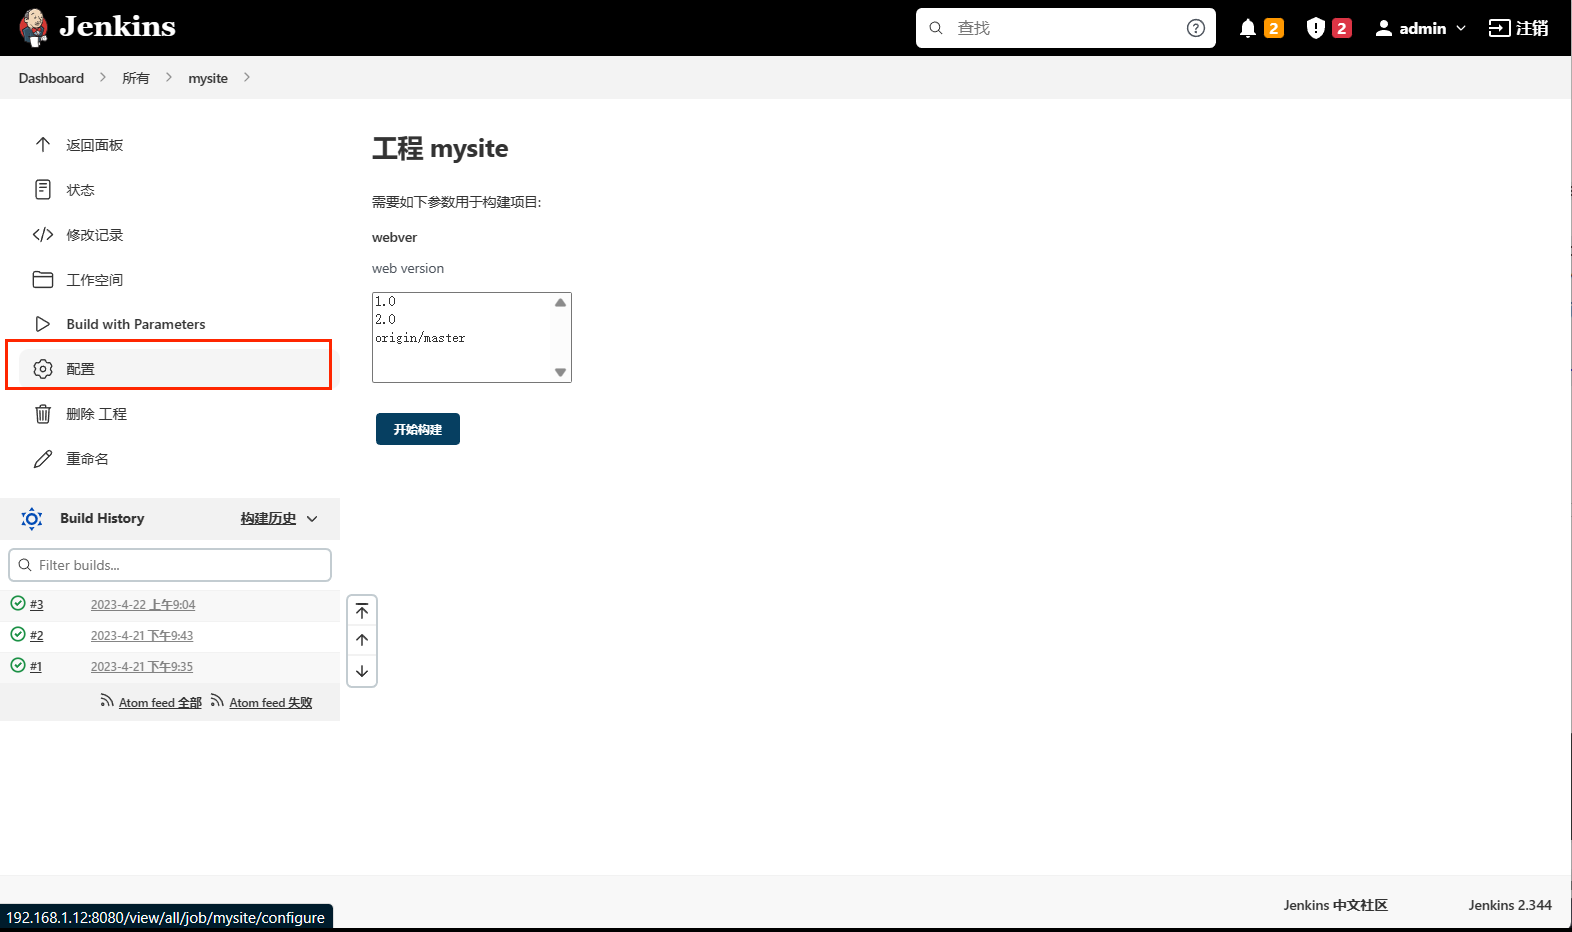 Jenkins
查找
2
2
admin
注销
Dashboard
所有
mysite
返回面板
状态
修改记录
工作空间
Build with Parameters
配置
删除 工程
重命名
工程 mysite
需要如下参数用于构建项目:
webver
web version
1.0
2.0
origin/master
开始构建
Build History
构建历史
Filter builds...
#3 2023-4-22 上午9:04
#2 2023-4-21 下午9:43
#1 2023-4-21 下午9:35
Atom feed 全部 Atom feed 失败
Jenkins 中文社区
Jenkins 2.344
192.168.1.12:8080/view/all/job/mysite/configure